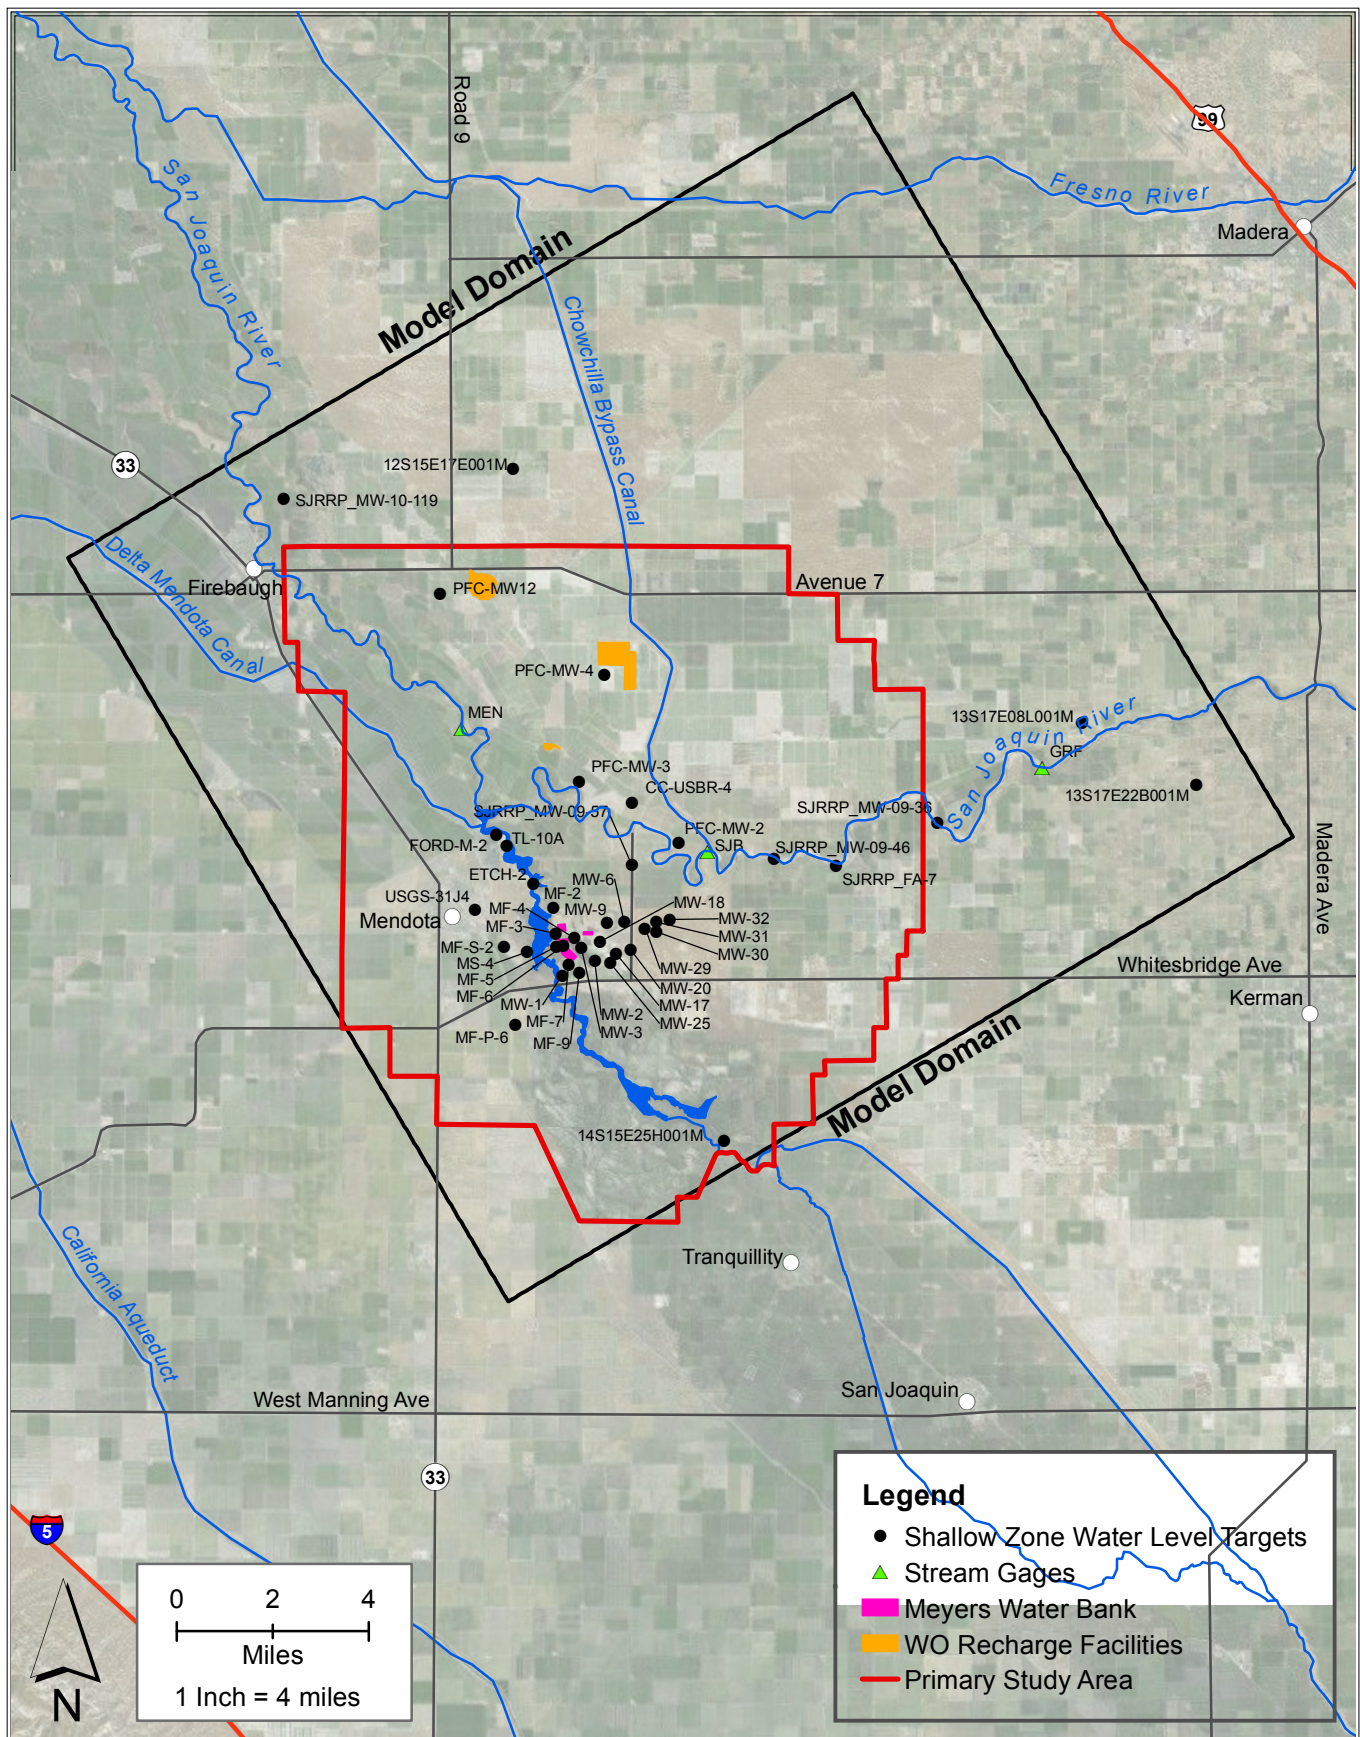 Road 9
99
San Joaquin River
Fresno River
Madera
Model Domain
Chowchilla Bypass Canal
33
12S15E17E001M
SJRRP_MW-10-119
Delta Mendota Canal
Firebaugh
Avenue 7
PFC-MW12
PFC-MW-4
MEN
13S17E08L001M
San Joaquin River
GRF
PFC-MW-3
CC-USBR-4
13S17E22B001M
SJRRP_MW-09-57
SJRRP_MW-09-36
PFC-MW-2
FORD-M-2
TL-10A
SJB
SJRRP_MW-09-46
SJRRP_FA-7
ETCH-2
MW-6
USGS-31J4
MF-2
MW-18
Mendota
MF-4
MW-9
MW-32
MF-3
MW-31
MF-S-2
MW-30
MS-4
MW-29
MF-5
MW-20
MF-6
MW-17
MW-1
MW-2
MW-25
MF-7
MW-3
MF-P-6
MF-9
Madera Ave
Whitesbridge Ave
Kerman
Model Domain
14S15E25H001M
Tranquillity
California Aqueduct
San Joaquin
West Manning Ave
33
5
Legend
Shallow Zone Water Level Targets
Stream Gages
Meyers Water Bank
WO Recharge Facilities
Primary Study Area
0 2 4
Miles
1 Inch = 4 miles
N